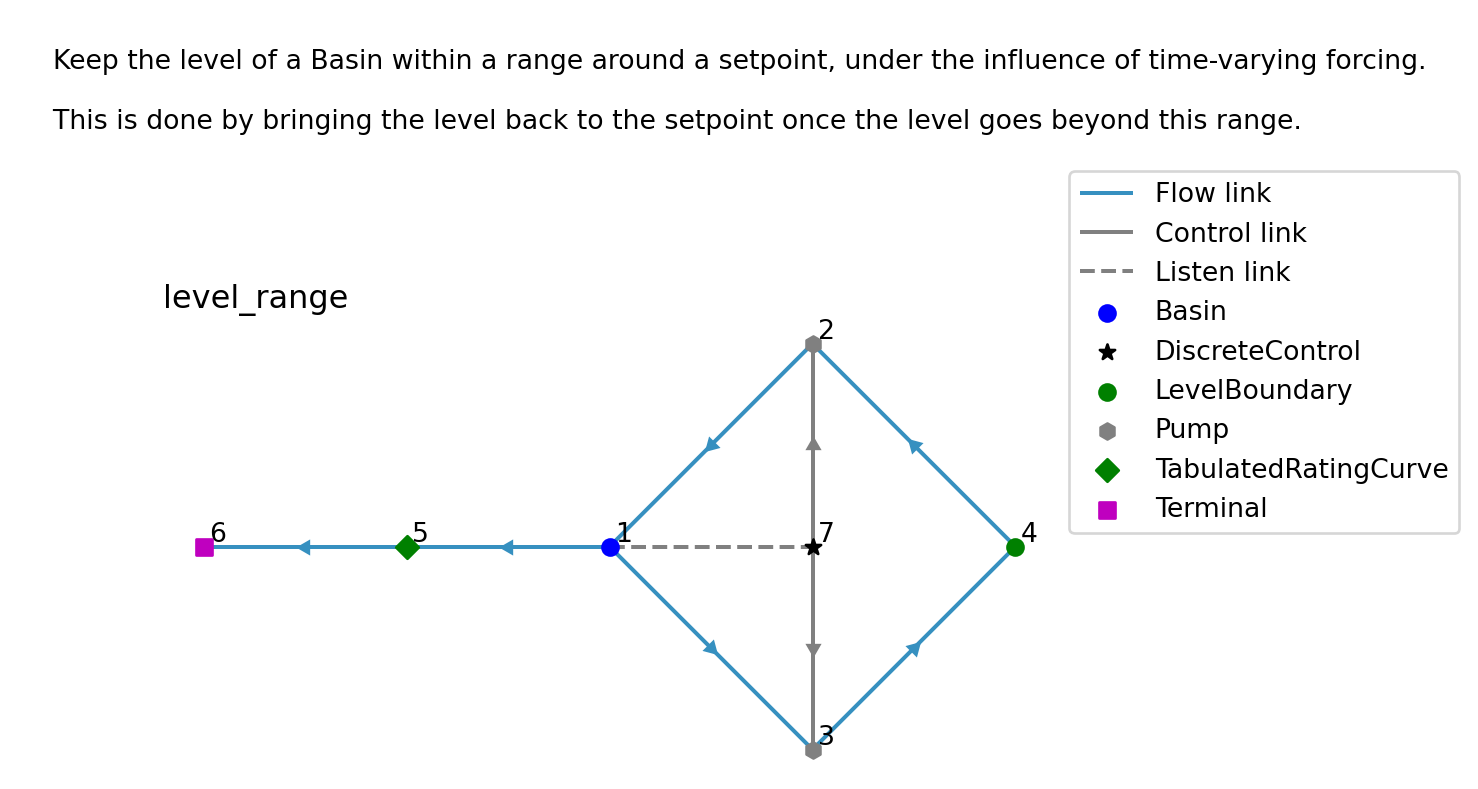 Keep the level of a Basin within a range around a setpoint, under the influence of time-varying forcing.
This is done by bringing the level back to the setpoint once the level goes beyond this range.
Flow link
Control link
Listen link
Basin
DiscreteControl
LevelBoundary
Pump
TabulatedRatingCurve
Terminal
level_range
2
6
5
1
7
4
3